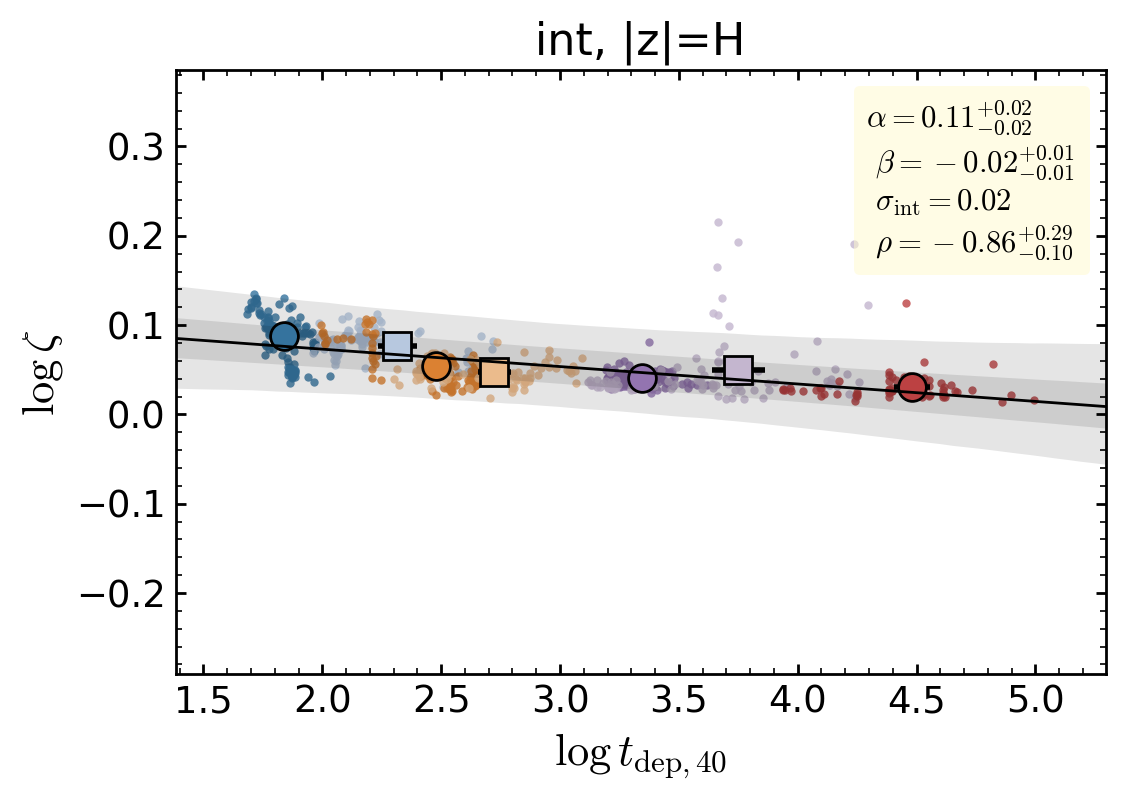 int, |z|=H
α = 0.11 +0.02 −0.02
β = −0.02 +0.01 −0.01
σ int = 0.02
ρ = −0.86 +0.29 −0.10
log ζ
0.3
0.2
0.1
0.0
−0.1
−0.2
1.5 2.0 2.5 3.0 3.5 4.0 4.5 5.0
log t dep, 40